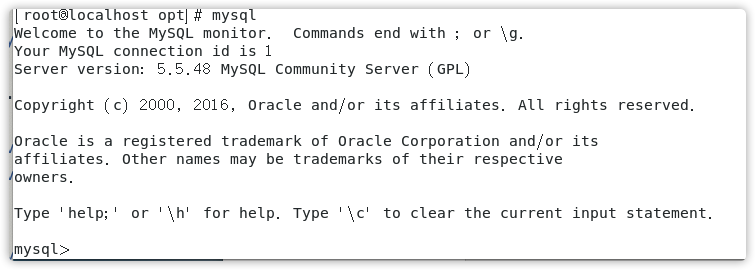 [root@localhost opt]# mysql
Welcome to the MySQL monitor.  Commands end with ; or \g.
Your MySQL connection id is 1
Server version: 5.5.48 MySQL Community Server (GPL)
Copyright (c) 2000, 2016, Oracle and/or its affiliates. All rights reserved.
Oracle is a registered trademark of Oracle Corporation and/or its
affiliates. Other names may be trademarks of their respective
owners.
Type 'help;' or '\h' for help. Type '\c' to clear the current input statement.
mysql>